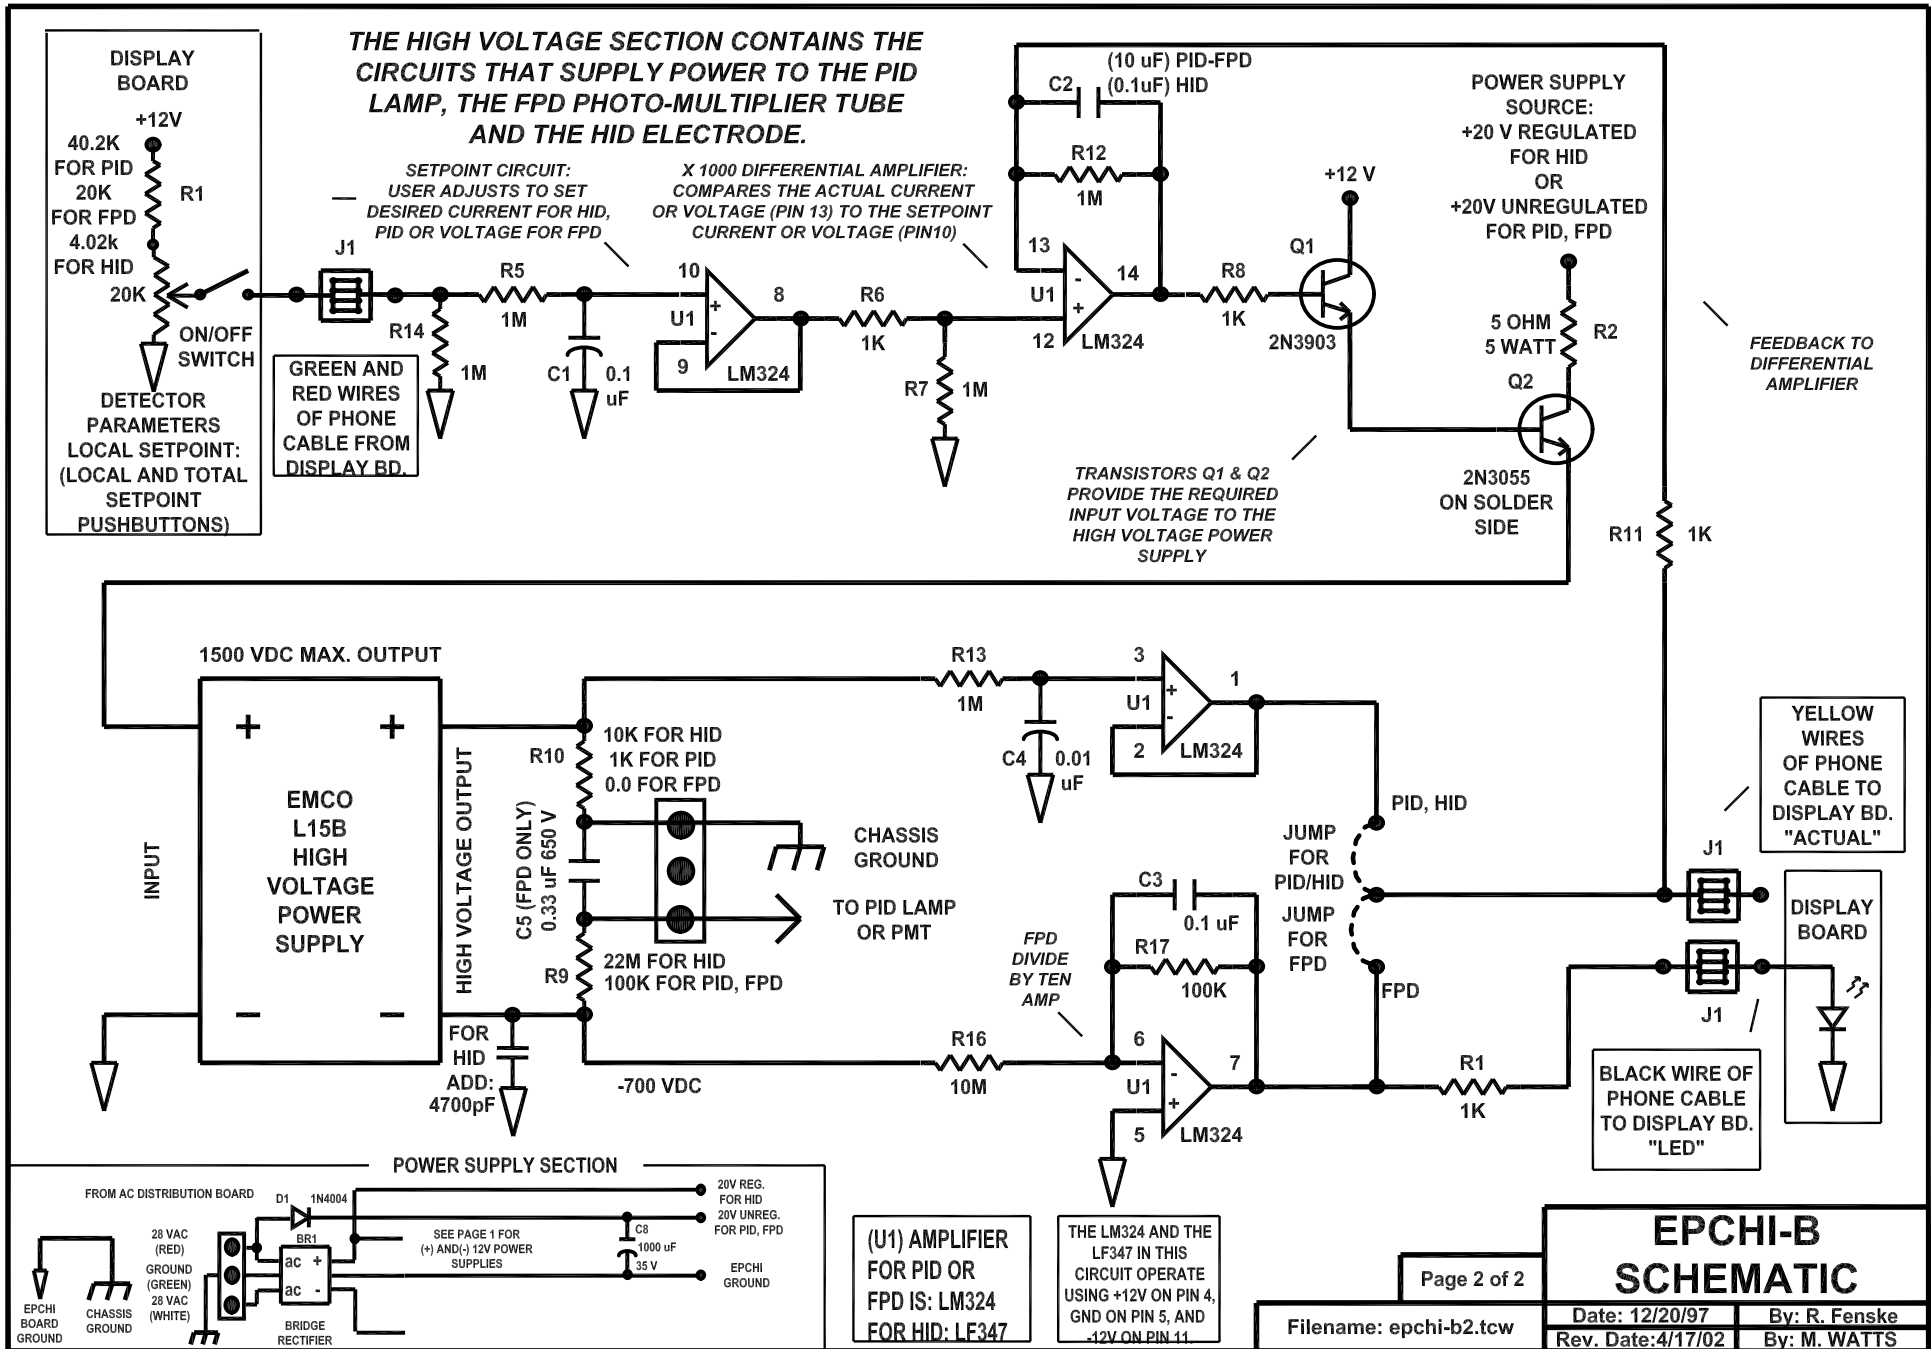 DISPLAY
BOARD
+12V
40.2K
FOR PID
20K
FOR FPD
4.02k
FOR HID
R1
20K
ON/OFF
SWITCH
DETECTOR
PARAMETERS
LOCAL SETPOINT:
(LOCAL AND TOTAL
SETPOINT
PUSHBUTTONS)
THE HIGH VOLTAGE SECTION CONTAINS THE
CIRCUITS THAT SUPPLY POWER TO THE PID
LAMP, THE FPD PHOTO-MULTIPLIER TUBE
AND THE HID ELECTRODE.
SETPOINT CIRCUIT:
USER ADJUSTS TO SET
DESIRED CURRENT FOR HID,
PID OR VOLTAGE FOR FPD
X 1000 DIFFERENTIAL AMPLIFIER:
COMPARES THE ACTUAL CURRENT
OR VOLTAGE (PIN 13) TO THE SETPOINT
CURRENT OR VOLTAGE (PIN10)
J1
GREEN AND
RED WIRES
OF PHONE
CABLE FROM
DISPLAY BD.
R14
1M
R5
1M
C1
0.1
uF
10
U1
+
-
9
8
LM324
R6
1K
R7
1M
(10 uF) PID-FPD
C2
(0.1uF) HID
R12
1M
13
U1
-
+
12
14
LM324
R8
1K
+12 V
Q1
2N3903
POWER SUPPLY
SOURCE:
+20 V REGULATED
FOR HID
OR
+20V UNREGULATED
FOR PID, FPD
5 OHM
5 WATT
R2
Q2
2N3055
ON SOLDER
SIDE
TRANSISTORS Q1 & Q2
PROVIDE THE REQUIRED
INPUT VOLTAGE TO THE
HIGH VOLTAGE POWER
SUPPLY
FEEDBACK TO
DIFFERENTIAL
AMPLIFIER
R11
1K
1500 VDC MAX. OUTPUT
+
+
EMCO
L15B
HIGH
VOLTAGE
POWER
SUPPLY
-
-
INPUT
HIGH VOLTAGE OUTPUT
R10
10K FOR HID
1K FOR PID
0.0 FOR FPD
C5 (FPD ONLY)
0.33 uF 650 V
CHASSIS
GROUND
TO PID LAMP
OR PMT
R9
22M FOR HID
100K FOR PID, FPD
FOR
HID
ADD:
4700pF
-700 VDC
R13
1M
C4
0.01
uF
3
U1
+
-
2
1
LM324
PID, HID
JUMP
FOR
PID/HID
JUMP
FOR
FPD
FPD
C3
0.1 uF
R17
100K
FPD
DIVIDE
BY TEN
AMP
R16
10M
6
U1
-
+
5
7
LM324
R1
1K
YELLOW
WIRES
OF PHONE
CABLE TO
DISPLAY BD.
"ACTUAL"
J1
DISPLAY
BOARD
J1
BLACK WIRE OF
PHONE CABLE
TO DISPLAY BD.
"LED"
POWER SUPPLY SECTION
FROM AC DISTRIBUTION BOARD
D1
1N4004
28 VAC
(RED)
GROUND
(GREEN)
28 VAC
(WHITE)
BR1
ac +
ac -
BRIDGE
RECTIFIER
SEE PAGE 1 FOR
(+) AND(-) 12V POWER
SUPPLIES
C8
1000 uF
35 V
20V REG.
FOR HID
20V UNREG.
FOR PID, FPD
EPCHI
GROUND
EPCHI
BOARD
GROUND
CHASSIS
GROUND
(U1) AMPLIFIER
FOR PID OR
FPD IS: LM324
FOR HID: LF347
THE LM324 AND THE
LF347 IN THIS
CIRCUIT OPERATE
USING +12V ON PIN 4,
GND ON PIN 5, AND
-12V ON PIN 11.
EPCHI-B
SCHEMATIC
Page 2 of 2
Filename: epchi-b2.tcw
Date: 12/20/97
By: R. Fenske
Rev. Date:4/17/02
By: M. WATTS